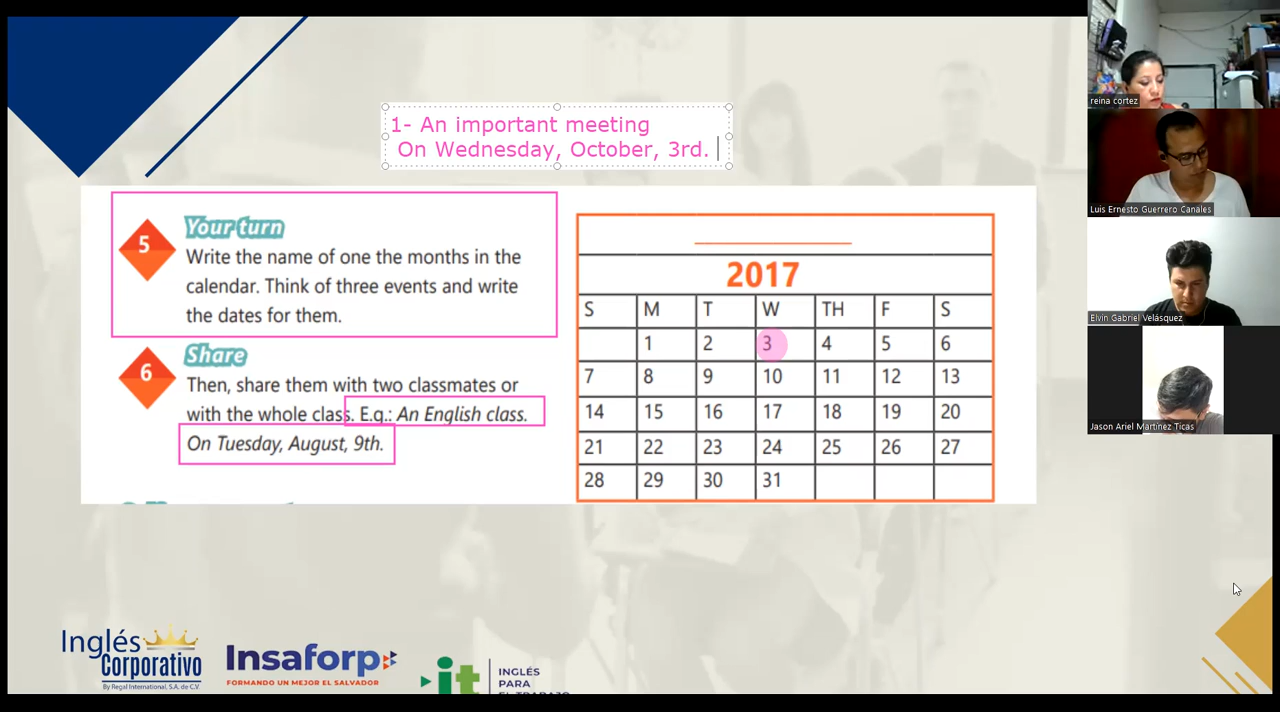 1- An important meeting
On Wednesday, October, 3rd.
5
Your turn
Write the name of one the months in the
calendar. Think of three events and write
the dates for them.
6
Share
Then, share them with two classmates or
with the whole class. E.g.: An English class.
On Tuesday, August, 9th.
2017
S M T W TH F S
1 2 3 4 5 6
7 8 9 10 11 12 13
14 15 16 17 18 19 20
21 22 23 24 25 26 27
28 29 30 31
reina cortez
Luis Ernesto Guerrero Canales
Elvin Gabriel Velásquez
Jason Ariel Martínez Ticas
Inglés
Corporativo
By Regal International, S.A. de C.V.
Insaforp
FORMANDO UN MEJOR EL SALVADOR
it
INGLÉS
PARA